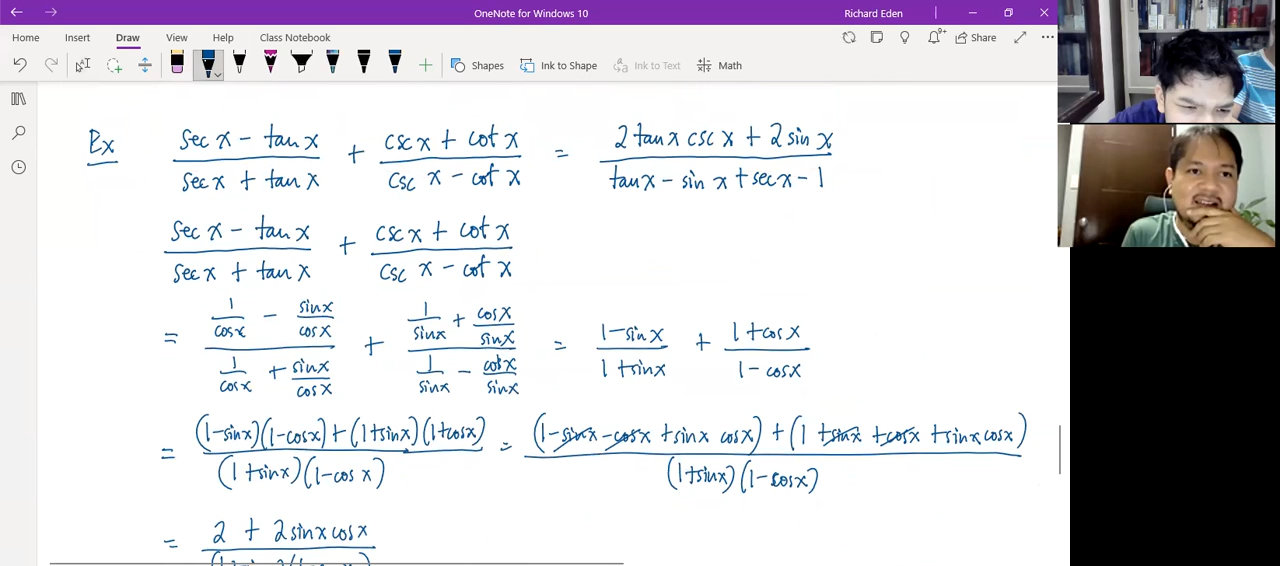 OneNote for Windows 10
Richard Eden
Home Insert Draw View Help Class Notebook
9+ Share
Shapes Ink to Shape Ink to Text Math
Ex (sec x - tan x)/(sec x + tan x) + (csc x + cot x)/(csc x - cot x) = (2 tan x csc x + 2 sin x)/(tan x - sin x + sec x - 1)
(sec x - tan x)/(sec x + tan x) + (csc x + cot x)/(csc x - cot x)
= (1/cos x - sin x/cos x)/(1/cos x + sin x/cos x) + (1/sin x + cos x/sin x)/(1/sin x - cos x/sin x) = (1 - sin x)/(1 + sin x) + (1 + cos x)/(1 - cos x)
= ((1 - sin x)(1 - cos x) + (1 + sin x)(1 + cos x))/((1 + sin x)(1 - cos x)) = ((1 - sin x - cos x + sin x cos x) + (1 + sin x + cos x + sin x cos x))/((1 + sin x)(1 - cos x))
= 2 + 2 sin x cos x